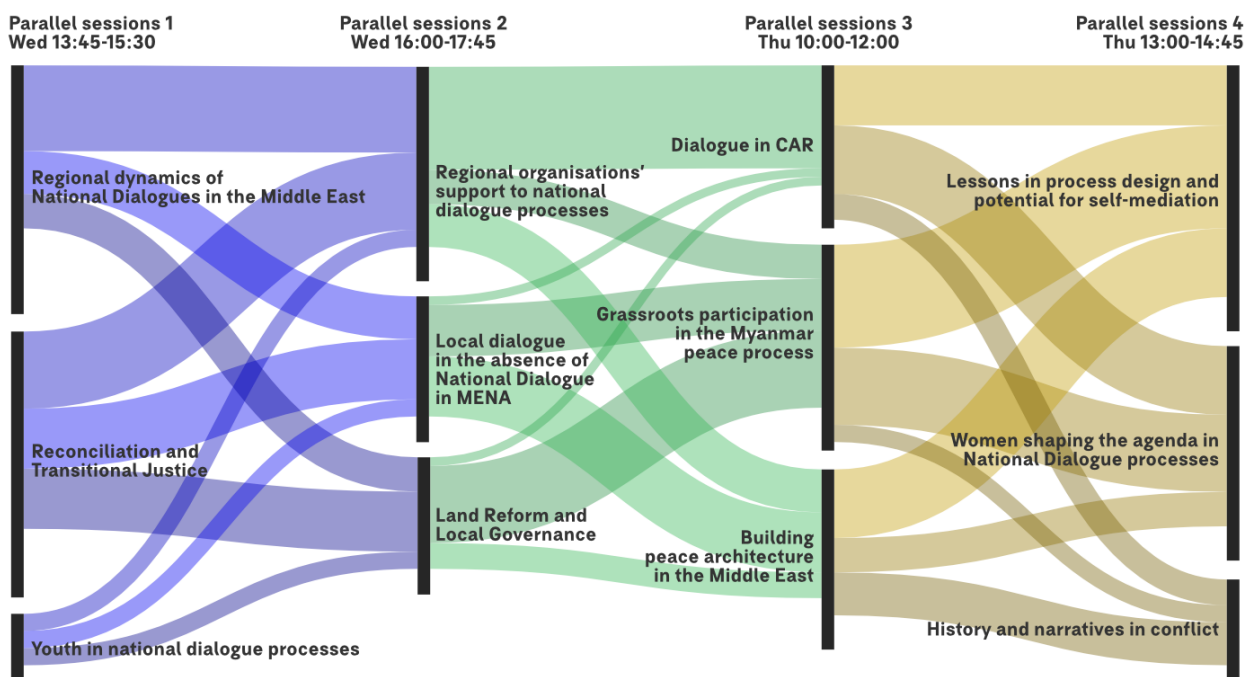 Parallel sessions 1
Wed 13:45-15:30
Parallel sessions 2
Wed 16:00-17:45
Parallel sessions 3
Thu 10:00-12:00
Parallel sessions 4
Thu 13:00-14:45
Regional dynamics of
National Dialogues in the Middle East
Reconciliation and
Transitional Justice
Youth in national dialogue processes
Regional organisations'
support to national
dialogue processes
Local dialogue
in the absence of
National Dialogue
in MENA
Land Reform and
Local Governance
Dialogue in CAR
Grassroots participation
in the Myanmar
peace process
Building
peace architecture
in the Middle East
Lessons in process design and
potential for self-mediation
Women shaping the agenda in
National Dialogue processes
History and narratives in conflict